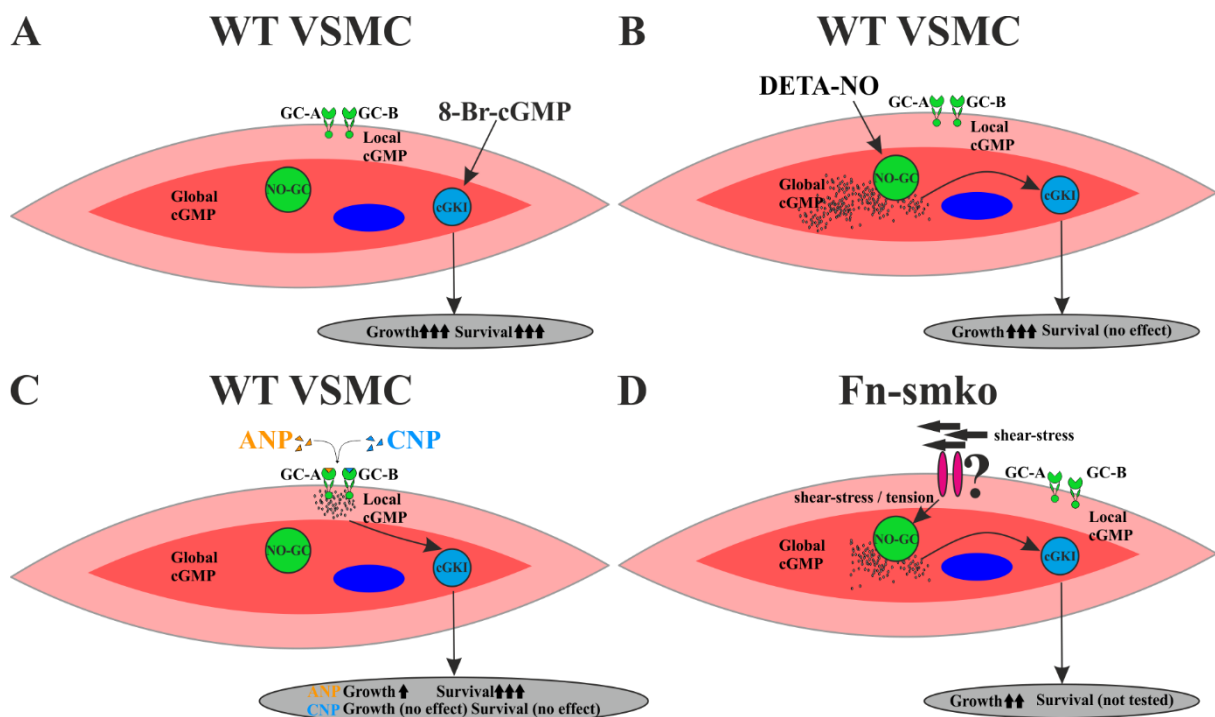 A
WT VSMC
GC-A
GC-B
Local
cGMP
8-Br-cGMP
Global
cGMP
NO-GC
cGKI
Growth Survival
B
WT VSMC
DETA-NO
GC-A
GC-B
Local
cGMP
Global
cGMP
NO-GC
cGKI
Growth Survival (no effect)
C
WT VSMC
ANP
CNP
GC-A
GC-B
Local
cGMP
Global
cGMP
NO-GC
cGKI
ANP Growth Survival
CNP Growth (no effect) Survival (no effect)
D
Fn-smko
shear-stress
?
GC-A
GC-B
shear-stress / tension
Local
cGMP
Global
cGMP
NO-GC
cGKI
Growth Survival (not tested)